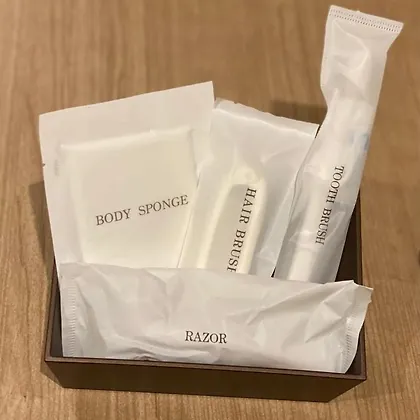 BODY SPONGE
HAIR BRUSH
TOOTH BRUSH
RAZOR